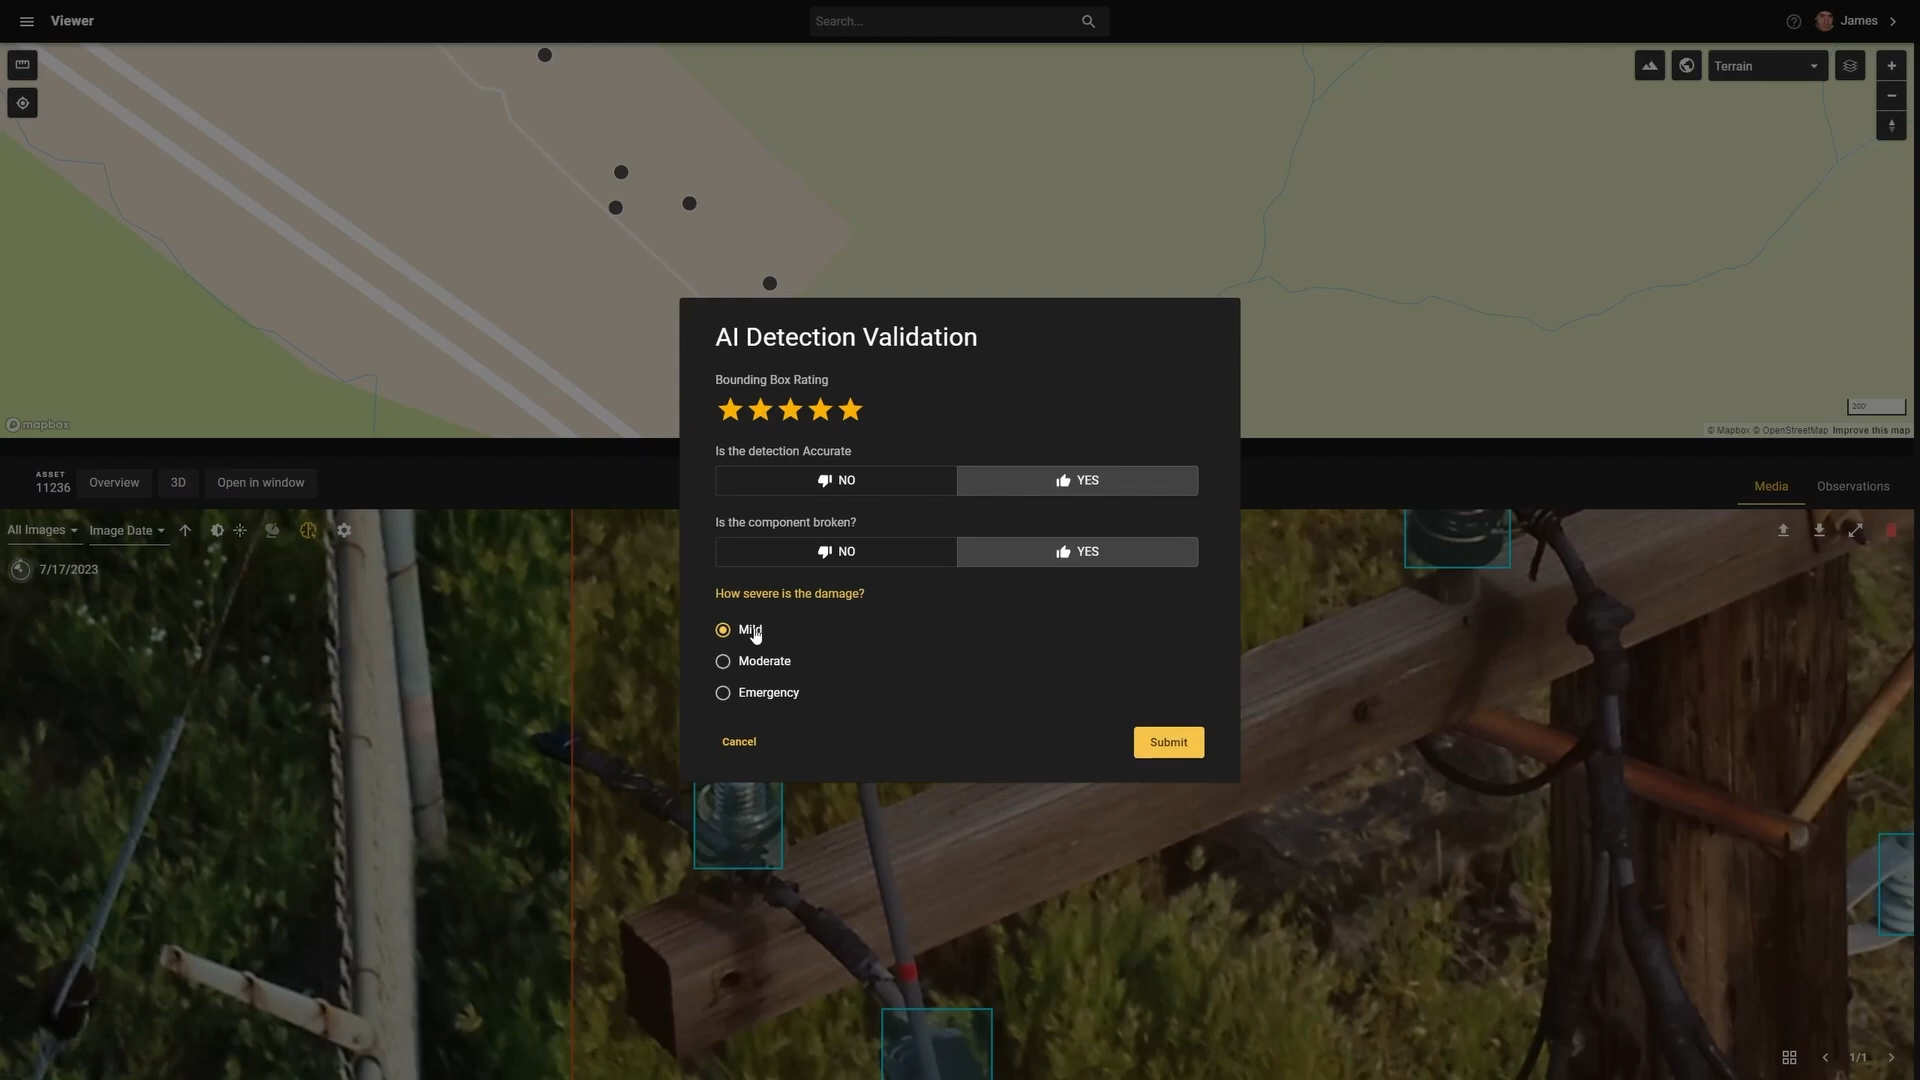 Viewer
Search...
James
Terrain
mapbox
200'
© Mapbox © OpenStreetMap Improve this map
AI Detection Validation
Bounding Box Rating
Is the detection Accurate
NO
YES
Is the component broken?
NO
YES
How severe is the damage?
Mild
Moderate
Emergency
Cancel
Submit
ASSET
11236
Overview
3D
Open in window
Media
Observations
All Images
Image Date
7/17/2023
1/1